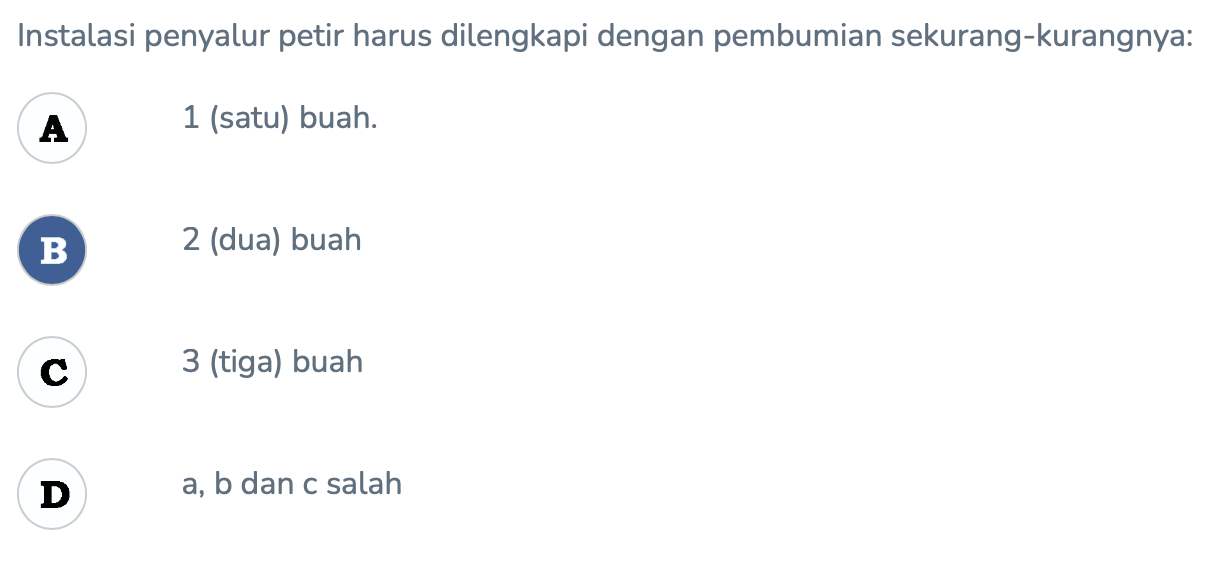 Instalasi penyalur petir harus dilengkapi dengan pembumian sekurang-kurangnya:
A 1 (satu) buah.
B 2 (dua) buah
C 3 (tiga) buah
D a, b dan c salah